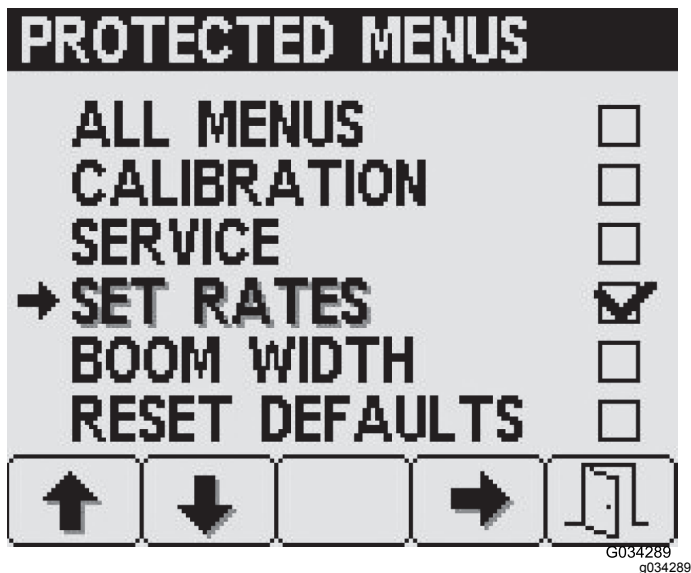 PROTECTED MENUS
ALL MENUS
CALIBRATION
SERVICE
SET RATES
BOOM WIDTH
RESET DEFAULTS
G034289
g034289